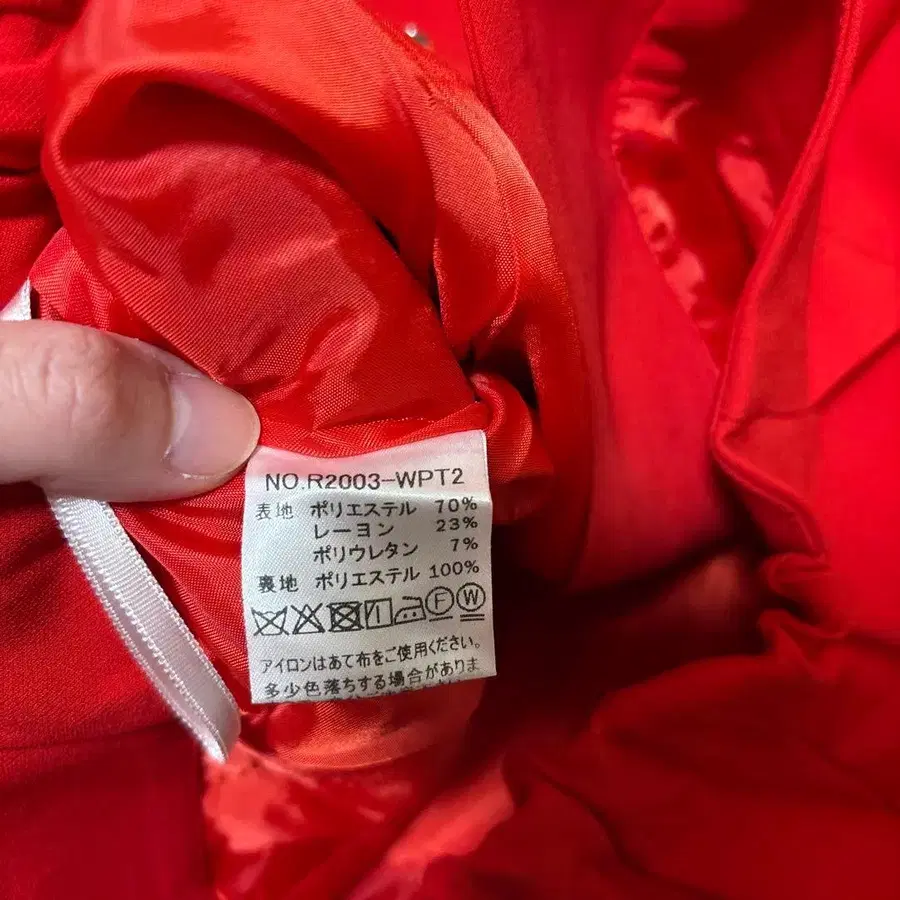 NO.R2003-WPT2
表地 ポリエステル 70%
レーヨン 23%
ポリウレタン 7%
裏地 ポリエステル 100%
F W
アイロンはあて布をご使用ください。
多少色落ちする場合がありま